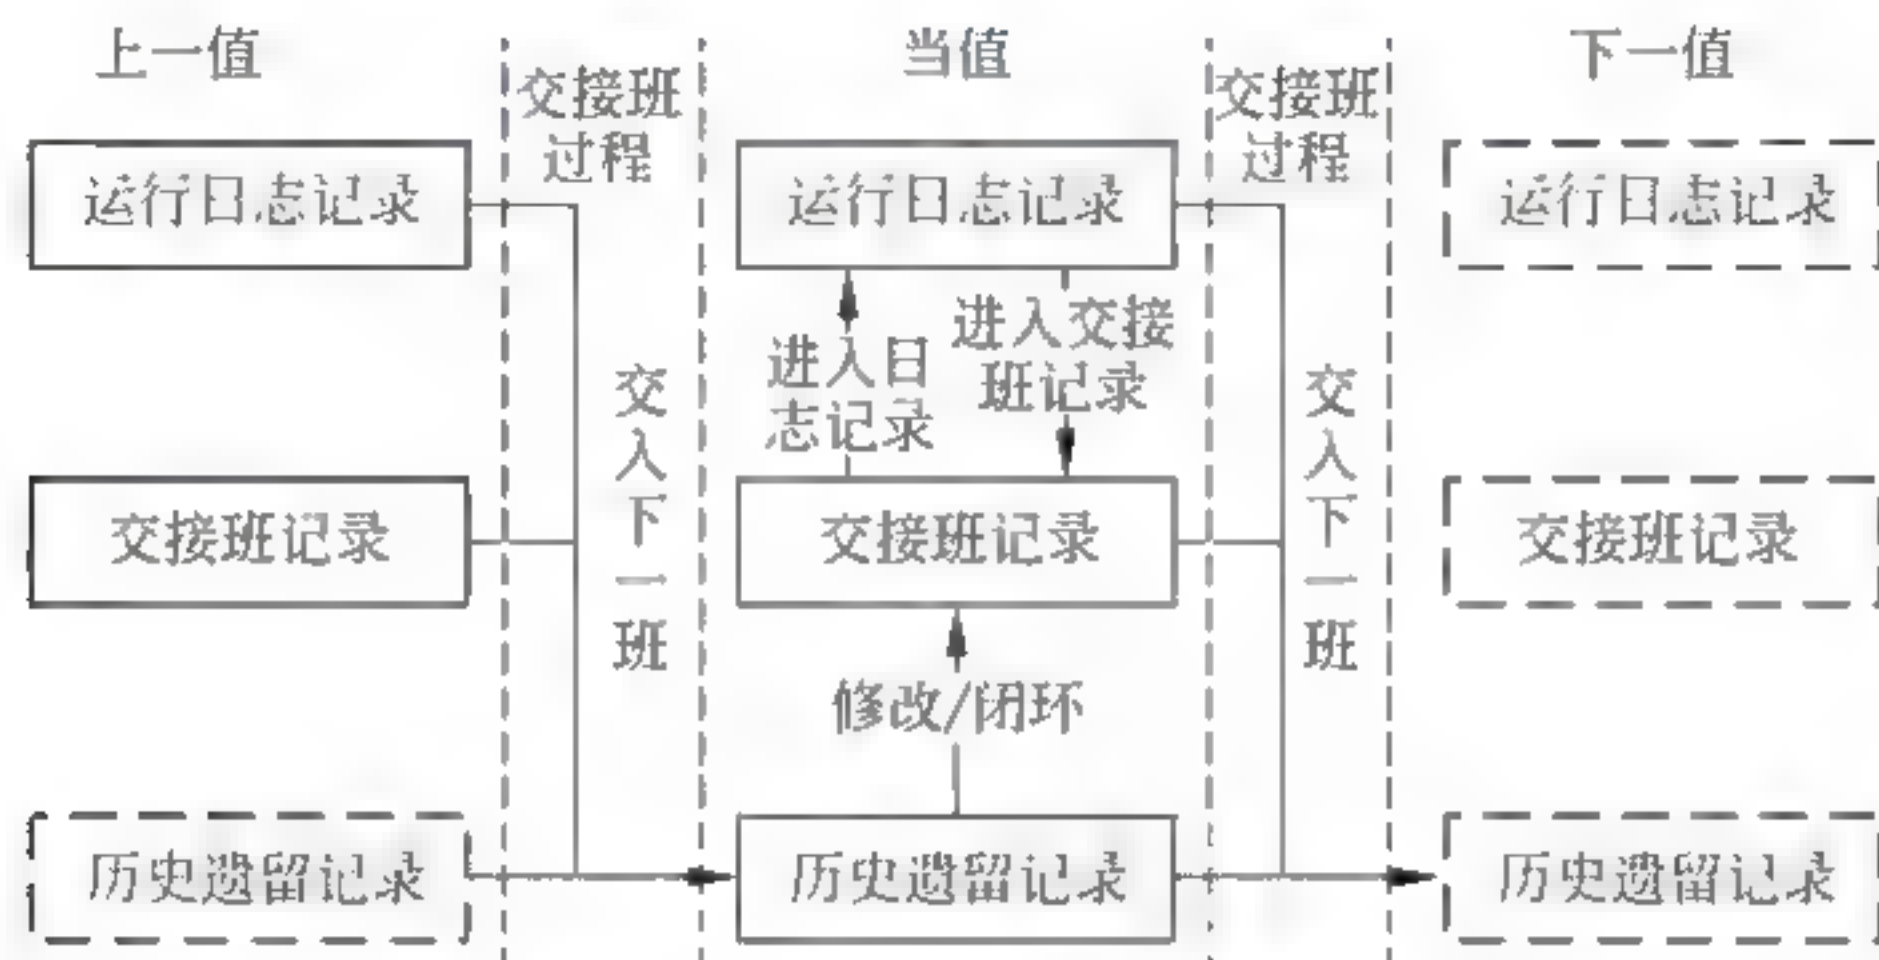 上一值
交接班
过程
当值
交接班
过程
下一值
运行日志记录
运行日志记录
运行日志记录
进入日
志记录
进入交接
班记录
交入下一班
交入下一班
交接班记录
交接班记录
交接班记录
修改/闭环
历史遗留记录
历史遗留记录
历史遗留记录